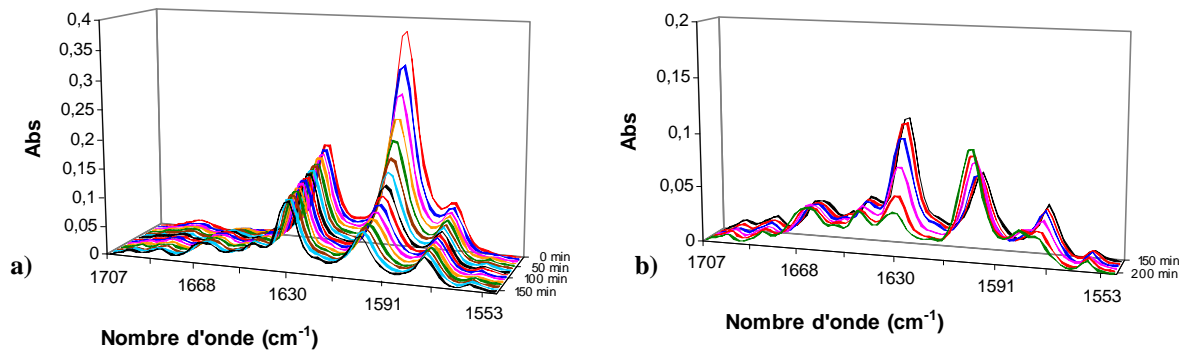 0,4
0,35
0,3
0,25
0,2
0,15
0,1
0,05
0
Abs
1707
1668
1630
1591
1553
0 min
50 min
100 min
150 min
a)
Nombre d'onde (cm-1)
0,2
0,15
0,1
0,05
0
Abs
1707
1668
1630
1591
1553
150 min
200 min
b)
Nombre d'onde (cm-1)